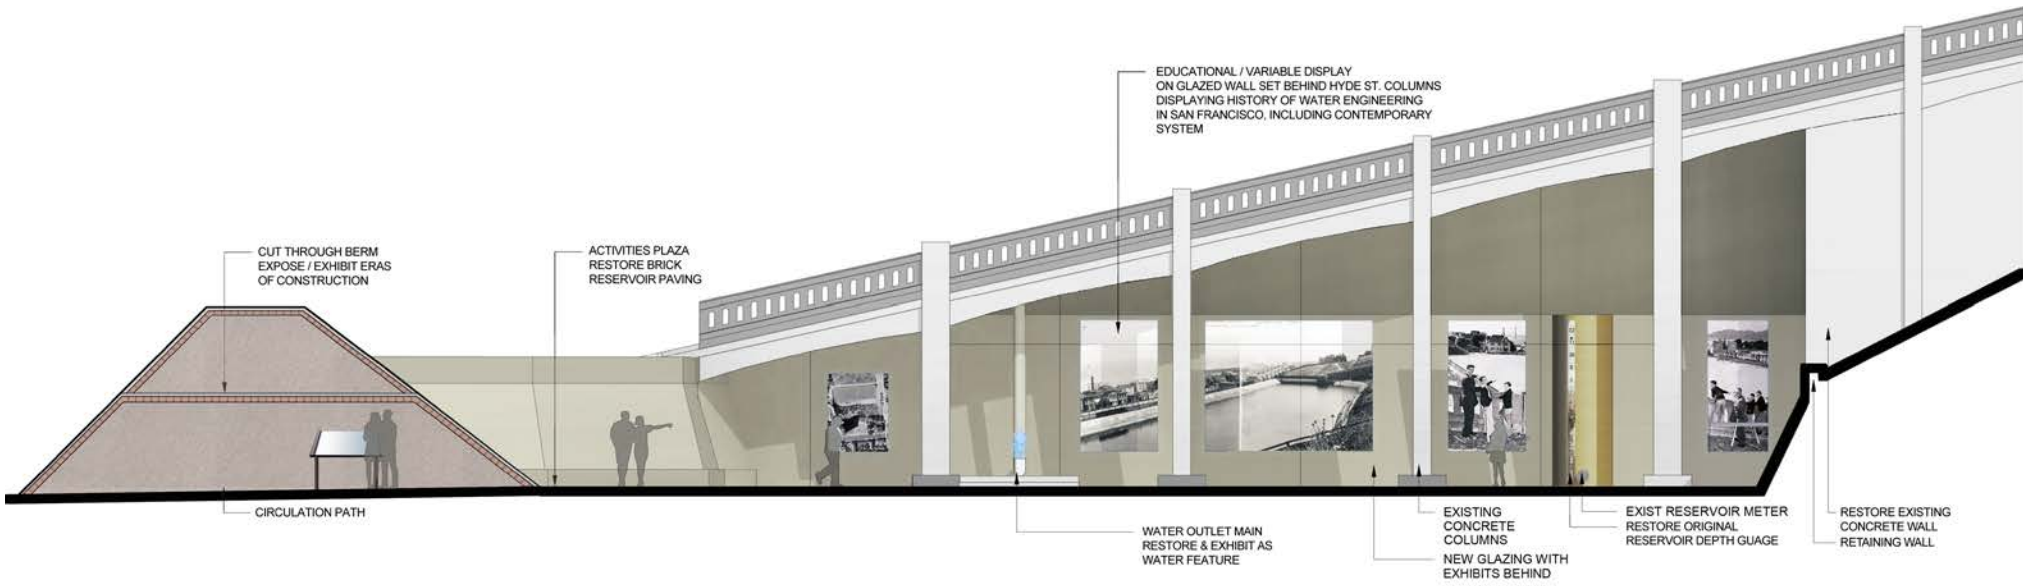 EDUCATIONAL / VARIABLE DISPLAY
ON GLAZED WALL SET BEHIND HYDE ST. COLUMNS
DISPLAYING HISTORY OF WATER ENGINEERING
IN SAN FRANCISCO, INCLUDING CONTEMPORARY
SYSTEM
CUT THROUGH BERM
EXPOSE / EXHIBIT ERAS
OF CONSTRUCTION
ACTIVITIES PLAZA
RESTORE BRICK
RESERVOIR PAVING
CIRCULATION PATH
WATER OUTLET MAIN
RESTORE & EXHIBIT AS
WATER FEATURE
EXISTING
CONCRETE
COLUMNS
NEW GLAZING WITH
EXHIBITS BEHIND
EXIST RESERVOIR METER
RESTORE ORIGINAL
RESERVOIR DEPTH GUAGE
RESTORE EXISTING
CONCRETE WALL
RETAINING WALL